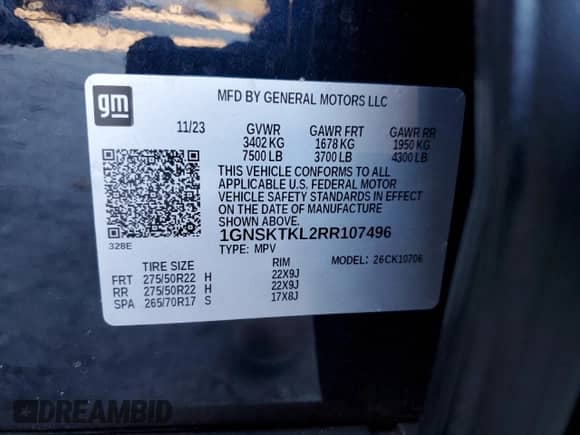 gm
MFD BY GENERAL MOTORS LLC
11/23 GVWR GAWR FRT GAWR RR
3402 KG 1678 KG 1950 KG
7500 LB 3700 LB 4300 LB
THIS VEHICLE CONFORMS TO ALL
APPLICABLE U.S. FEDERAL MOTOR
VEHICLE SAFETY STANDARDS IN EFFECT
ON THE DATE OF MANUFACTURE
SHOWN ABOVE.
328E
1GNSKTKL2RR107496
TYPE: MPV MODEL: 26CK10706
TIRE SIZE RIM
FRT 275/50R22 H 22X9J
RR 275/50R22 H 22X9J
SPA 265/70R17 S 17X8J
DREAMBID